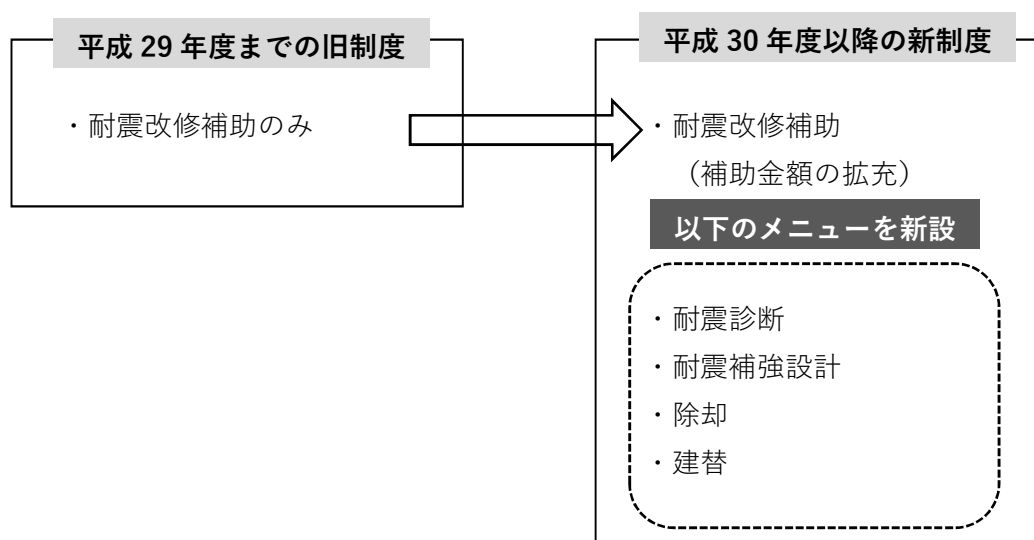 平成 29 年度までの旧制度
・耐震改修補助のみ
平成 30 年度以降の新制度
・耐震改修補助
（補助金額の拡充）
以下のメニューを新設
・耐震診断
・耐震補強設計
・除却
・建替